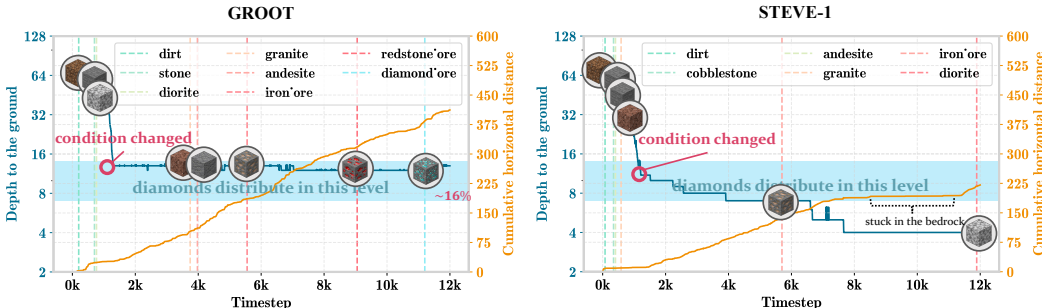 GROOT
128
64
32
16
8
4
2
Depth to the ground
dirt
stone
diorite
granite
andesite
iron˙ore
redstone˙ore
diamond˙ore
condition changed
diamonds distribute in this level
~16%
600
525
450
375
300
225
150
75
0
Cumulative horizontal distance
0k 2k 4k 6k 8k 10k 12k
Timestep
STEVE-1
128
64
32
16
8
4
2
Depth to the ground
dirt
cobblestone
andesite
granite
iron˙ore
diorite
condition changed
diamonds distribute in this level
stuck in the bedrock
600
525
450
375
300
225
150
75
0
Cumulative horizontal distance
0k 2k 4k 6k 8k 10k 12k
Timestep